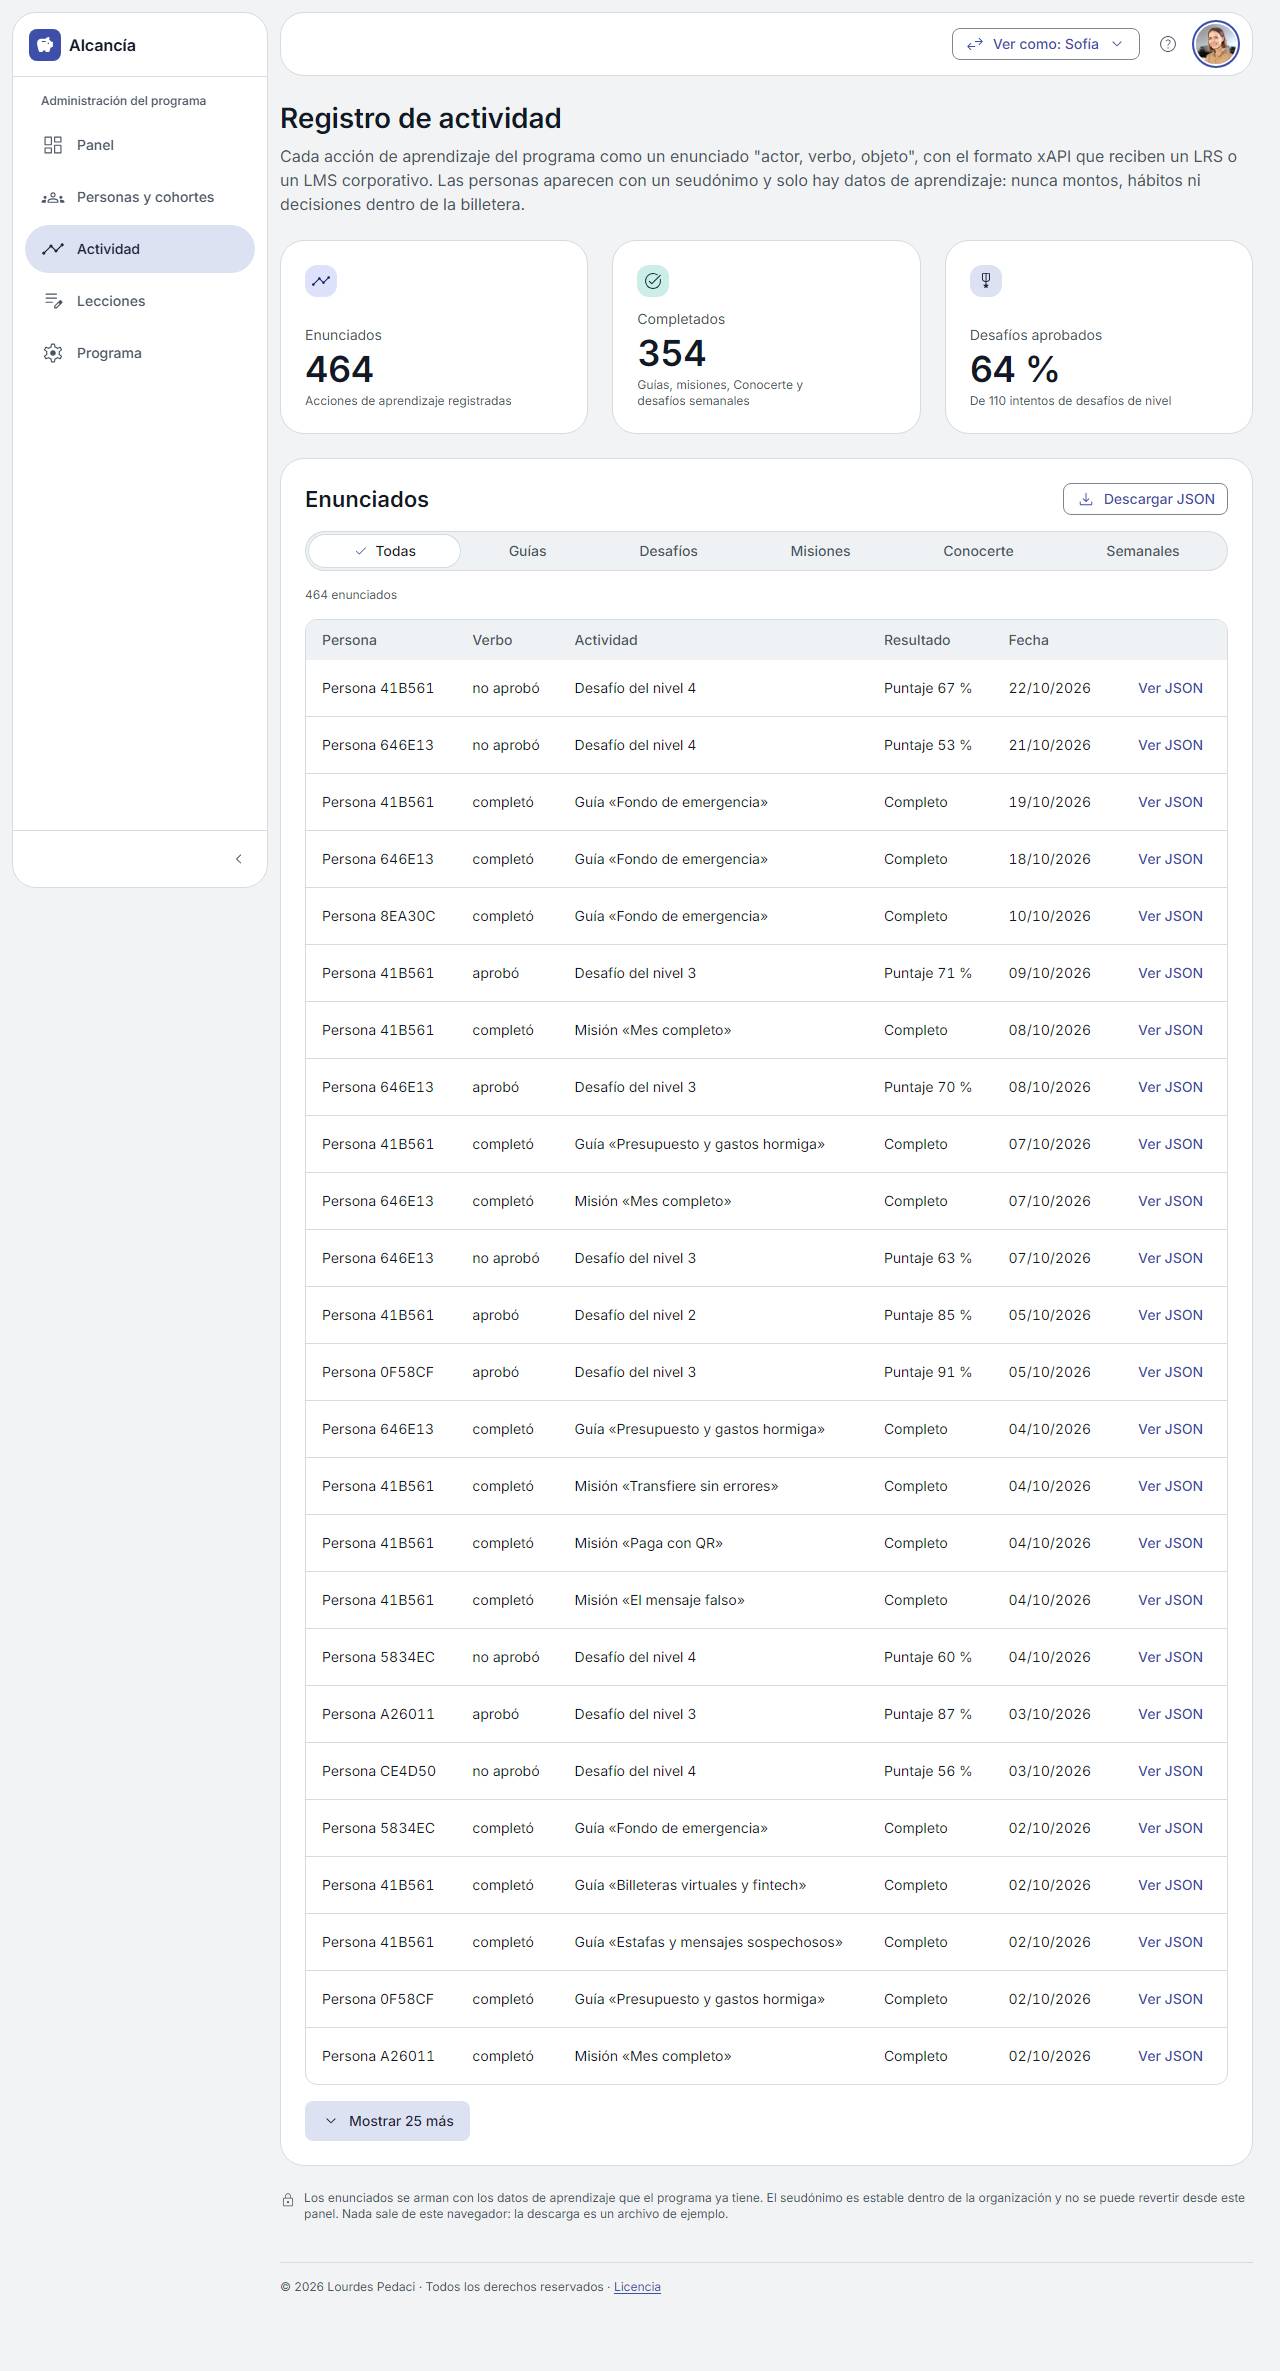 Alcancía
Ver como: Sofía
Administración del programa
Panel
Personas y cohortes
Actividad
Lecciones
Programa
Registro de actividad
Cada acción de aprendizaje del programa como un enunciado "actor, verbo, objeto", con el formato xAPI que reciben un LRS o
un LMS corporativo. Las personas aparecen con un seudónimo y solo hay datos de aprendizaje: nunca montos, hábitos ni
decisiones dentro de la billetera.
Enunciados
464
Acciones de aprendizaje registradas
Completados
354
Guías, misiones, Conocerte y
desafíos semanales
Desafíos aprobados
64 %
De 110 intentos de desafíos de nivel
Enunciados
Descargar JSON
Todas Guías Desafíos Misiones Conocerte Semanales
464 enunciados
Persona Verbo Actividad Resultado Fecha
Persona 41B561 no aprobó Desafío del nivel 4 Puntaje 67 % 22/10/2026 Ver JSON
Persona 646E13 no aprobó Desafío del nivel 4 Puntaje 53 % 21/10/2026 Ver JSON
Persona 41B561 completó Guía «Fondo de emergencia» Completo 19/10/2026 Ver JSON
Persona 646E13 completó Guía «Fondo de emergencia» Completo 18/10/2026 Ver JSON
Persona 8EA30C completó Guía «Fondo de emergencia» Completo 10/10/2026 Ver JSON
Persona 41B561 aprobó Desafío del nivel 3 Puntaje 71 % 09/10/2026 Ver JSON
Persona 41B561 completó Misión «Mes completo» Completo 08/10/2026 Ver JSON
Persona 646E13 aprobó Desafío del nivel 3 Puntaje 70 % 08/10/2026 Ver JSON
Persona 41B561 completó Guía «Presupuesto y gastos hormiga» Completo 07/10/2026 Ver JSON
Persona 646E13 completó Misión «Mes completo» Completo 07/10/2026 Ver JSON
Persona 646E13 no aprobó Desafío del nivel 3 Puntaje 63 % 07/10/2026 Ver JSON
Persona 41B561 aprobó Desafío del nivel 2 Puntaje 85 % 05/10/2026 Ver JSON
Persona 0F58CF aprobó Desafío del nivel 3 Puntaje 91 % 05/10/2026 Ver JSON
Persona 646E13 completó Guía «Presupuesto y gastos hormiga» Completo 04/10/2026 Ver JSON
Persona 41B561 completó Misión «Transfiere sin errores» Completo 04/10/2026 Ver JSON
Persona 41B561 completó Misión «Paga con QR» Completo 04/10/2026 Ver JSON
Persona 41B561 completó Misión «El mensaje falso» Completo 04/10/2026 Ver JSON
Persona 5834EC no aprobó Desafío del nivel 4 Puntaje 60 % 04/10/2026 Ver JSON
Persona A26011 aprobó Desafío del nivel 3 Puntaje 87 % 03/10/2026 Ver JSON
Persona CE4D50 no aprobó Desafío del nivel 4 Puntaje 56 % 03/10/2026 Ver JSON
Persona 5834EC completó Guía «Fondo de emergencia» Completo 02/10/2026 Ver JSON
Persona 41B561 completó Guía «Billeteras virtuales y fintech» Completo 02/10/2026 Ver JSON
Persona 41B561 completó Guía «Estafas y mensajes sospechosos» Completo 02/10/2026 Ver JSON
Persona 0F58CF completó Guía «Presupuesto y gastos hormiga» Completo 02/10/2026 Ver JSON
Persona A26011 completó Misión «Mes completo» Completo 02/10/2026 Ver JSON
Mostrar 25 más
Los enunciados se arman con los datos de aprendizaje que el programa ya tiene. El seudónimo es estable dentro de la organización y no se puede revertir desde este
panel. Nada sale de este navegador: la descarga es un archivo de ejemplo.
© 2026 Lourdes Pedaci · Todos los derechos reservados · Licencia